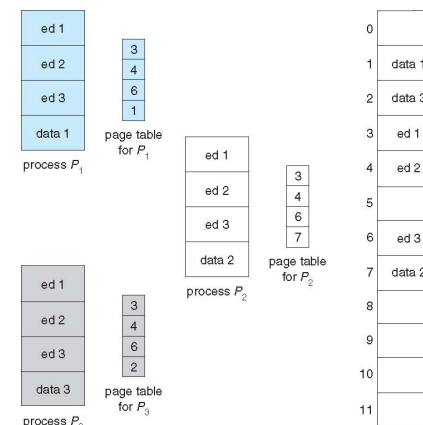 ed 1
ed 2
ed 3
data 1
process P1
3
4
6
1
page table
for P1
ed 1
ed 2
ed 3
data 2
process P2
3
4
6
7
page table
for P2
ed 1
ed 2
ed 3
data 3
process P3
3
4
6
2
page table
for P3
0
1 data 1
2 data 3
3 ed 1
4 ed 2
5
6 ed 3
7 data 2
8
9
10
11